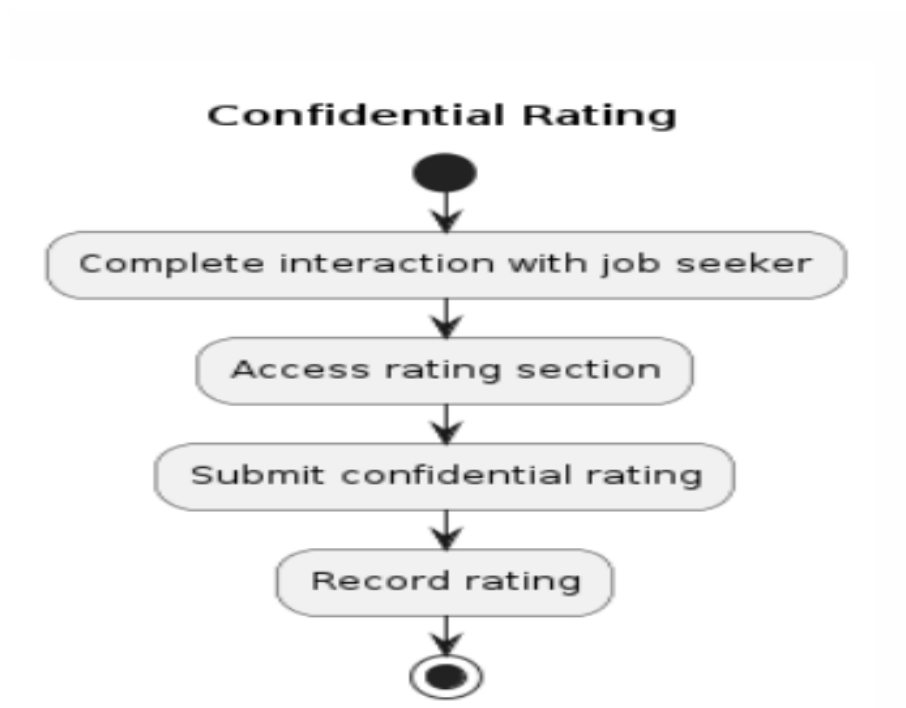 Confidential Rating
Complete interaction with job seeker
Access rating section
Submit confidential rating
Record rating